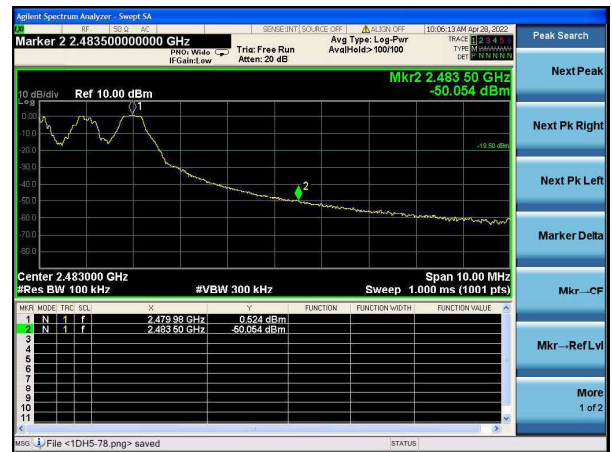 Agilent Spectrum Analyzer - Swept SA
RF 50 Ω AC SENSE:INT SOURCE OFF ALIGN OFF 10:06:13 AM Apr 28, 2022
Marker 2 2.483500000000 GHz
PNO: Wide
IFGain:Low
Trig: Free Run
Atten: 20 dB
Avg Type: Log-Pwr
Avg|Hold:>100/100
TRACE 1 2 3 4 5 6
TYPE
DET P N N N N N
Mkr2 2.483 50 GHz
-50.054 dBm
10 dB/div Ref 10.00 dBm
Log
1
0.00
-10.0
-19.50 dBm
-20.0
-30.0
-40.0
2
-50.0
-60.0
-70.0
-80.0
Center 2.483000 GHz Span 10.00 MHz
#Res BW 100 kHz #VBW 300 kHz Sweep 1.000 ms (1001 pts)
MKR MODE TRC SCL X Y FUNCTION FUNCTION WIDTH FUNCTION VALUE
1 N 1 f 2.479 98 GHz 0.524 dBm
2 N 1 f 2.483 50 GHz -50.054 dBm
3
4
5
6
7
8
9
10
11
MSG File <1DH5-78.png> saved STATUS
Peak Search
Next Peak
Next Pk Right
Next Pk Left
Marker Delta
Mkr→CF
Mkr→Ref Lvl
More
1 of 2